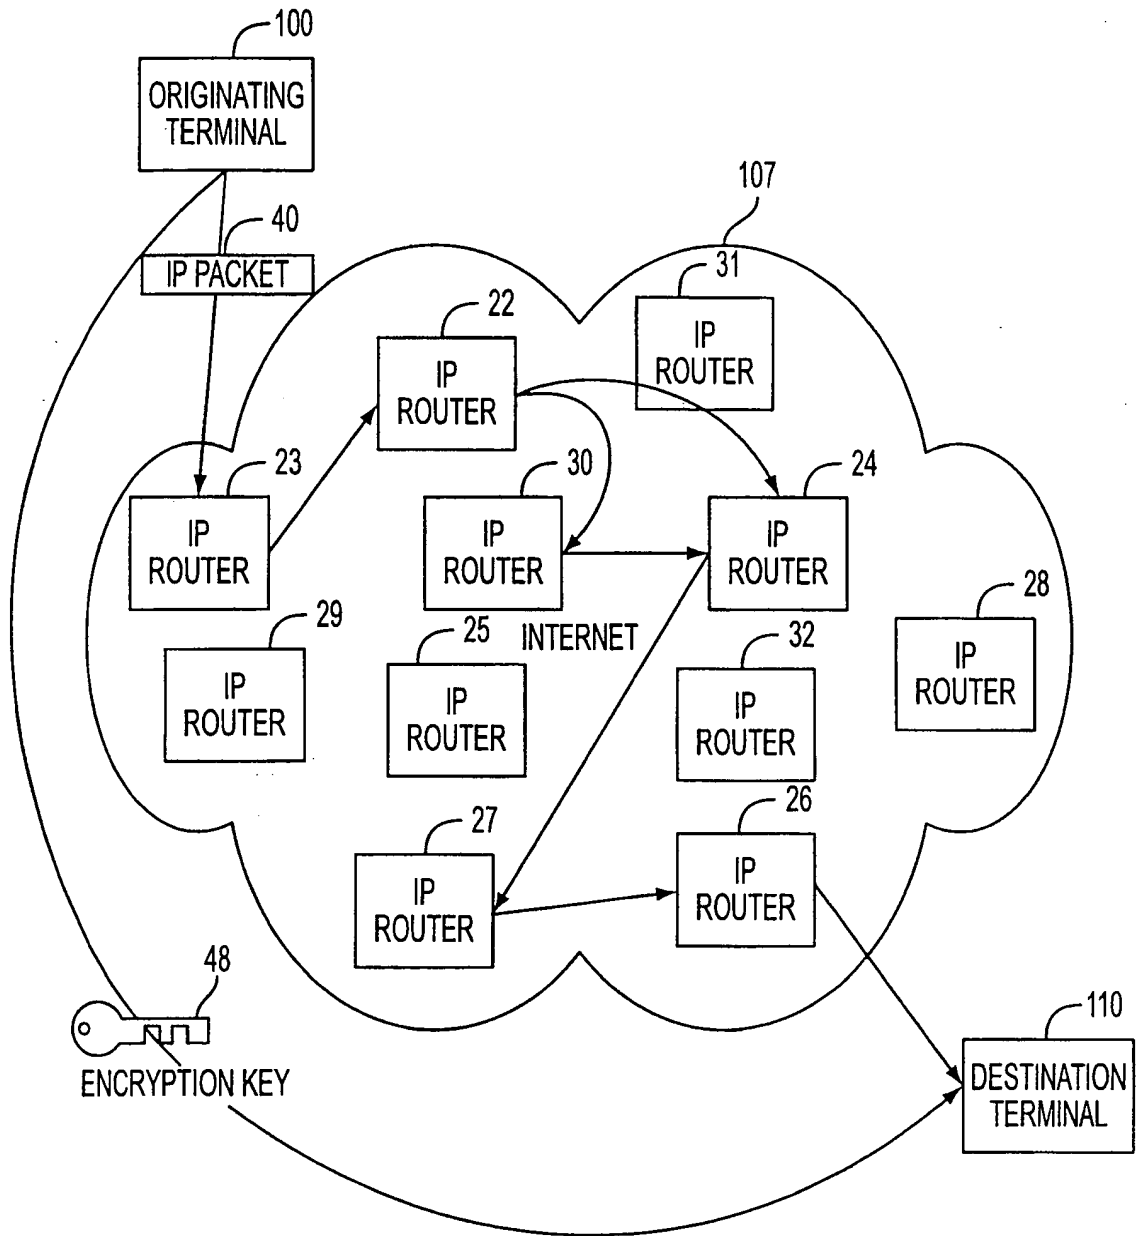 100
ORIGINATING
TERMINAL
40
IP PACKET
107
31
IP
ROUTER
22
IP
ROUTER
23
IP
ROUTER
30
IP
ROUTER
24
IP
ROUTER
29
IP
ROUTER
25
IP
ROUTER
INTERNET
32
IP
ROUTER
28
IP
ROUTER
27
IP
ROUTER
26
IP
ROUTER
48
ENCRYPTION KEY
110
DESTINATION
TERMINAL